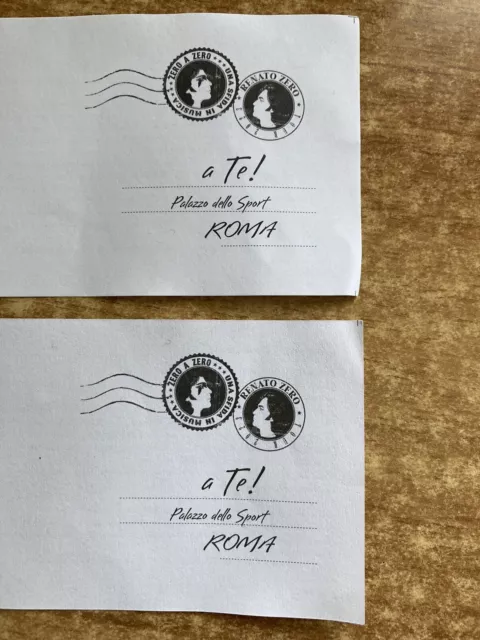 ZERO A ZERO
UNA SFIDA IN MUSICA
RENATO ZERO
a Te!
Palazzo dello Sport
ROMA
ZERO A ZERO
UNA SFIDA IN MUSICA
RENATO ZERO
a Te!
Palazzo dello Sport
ROMA